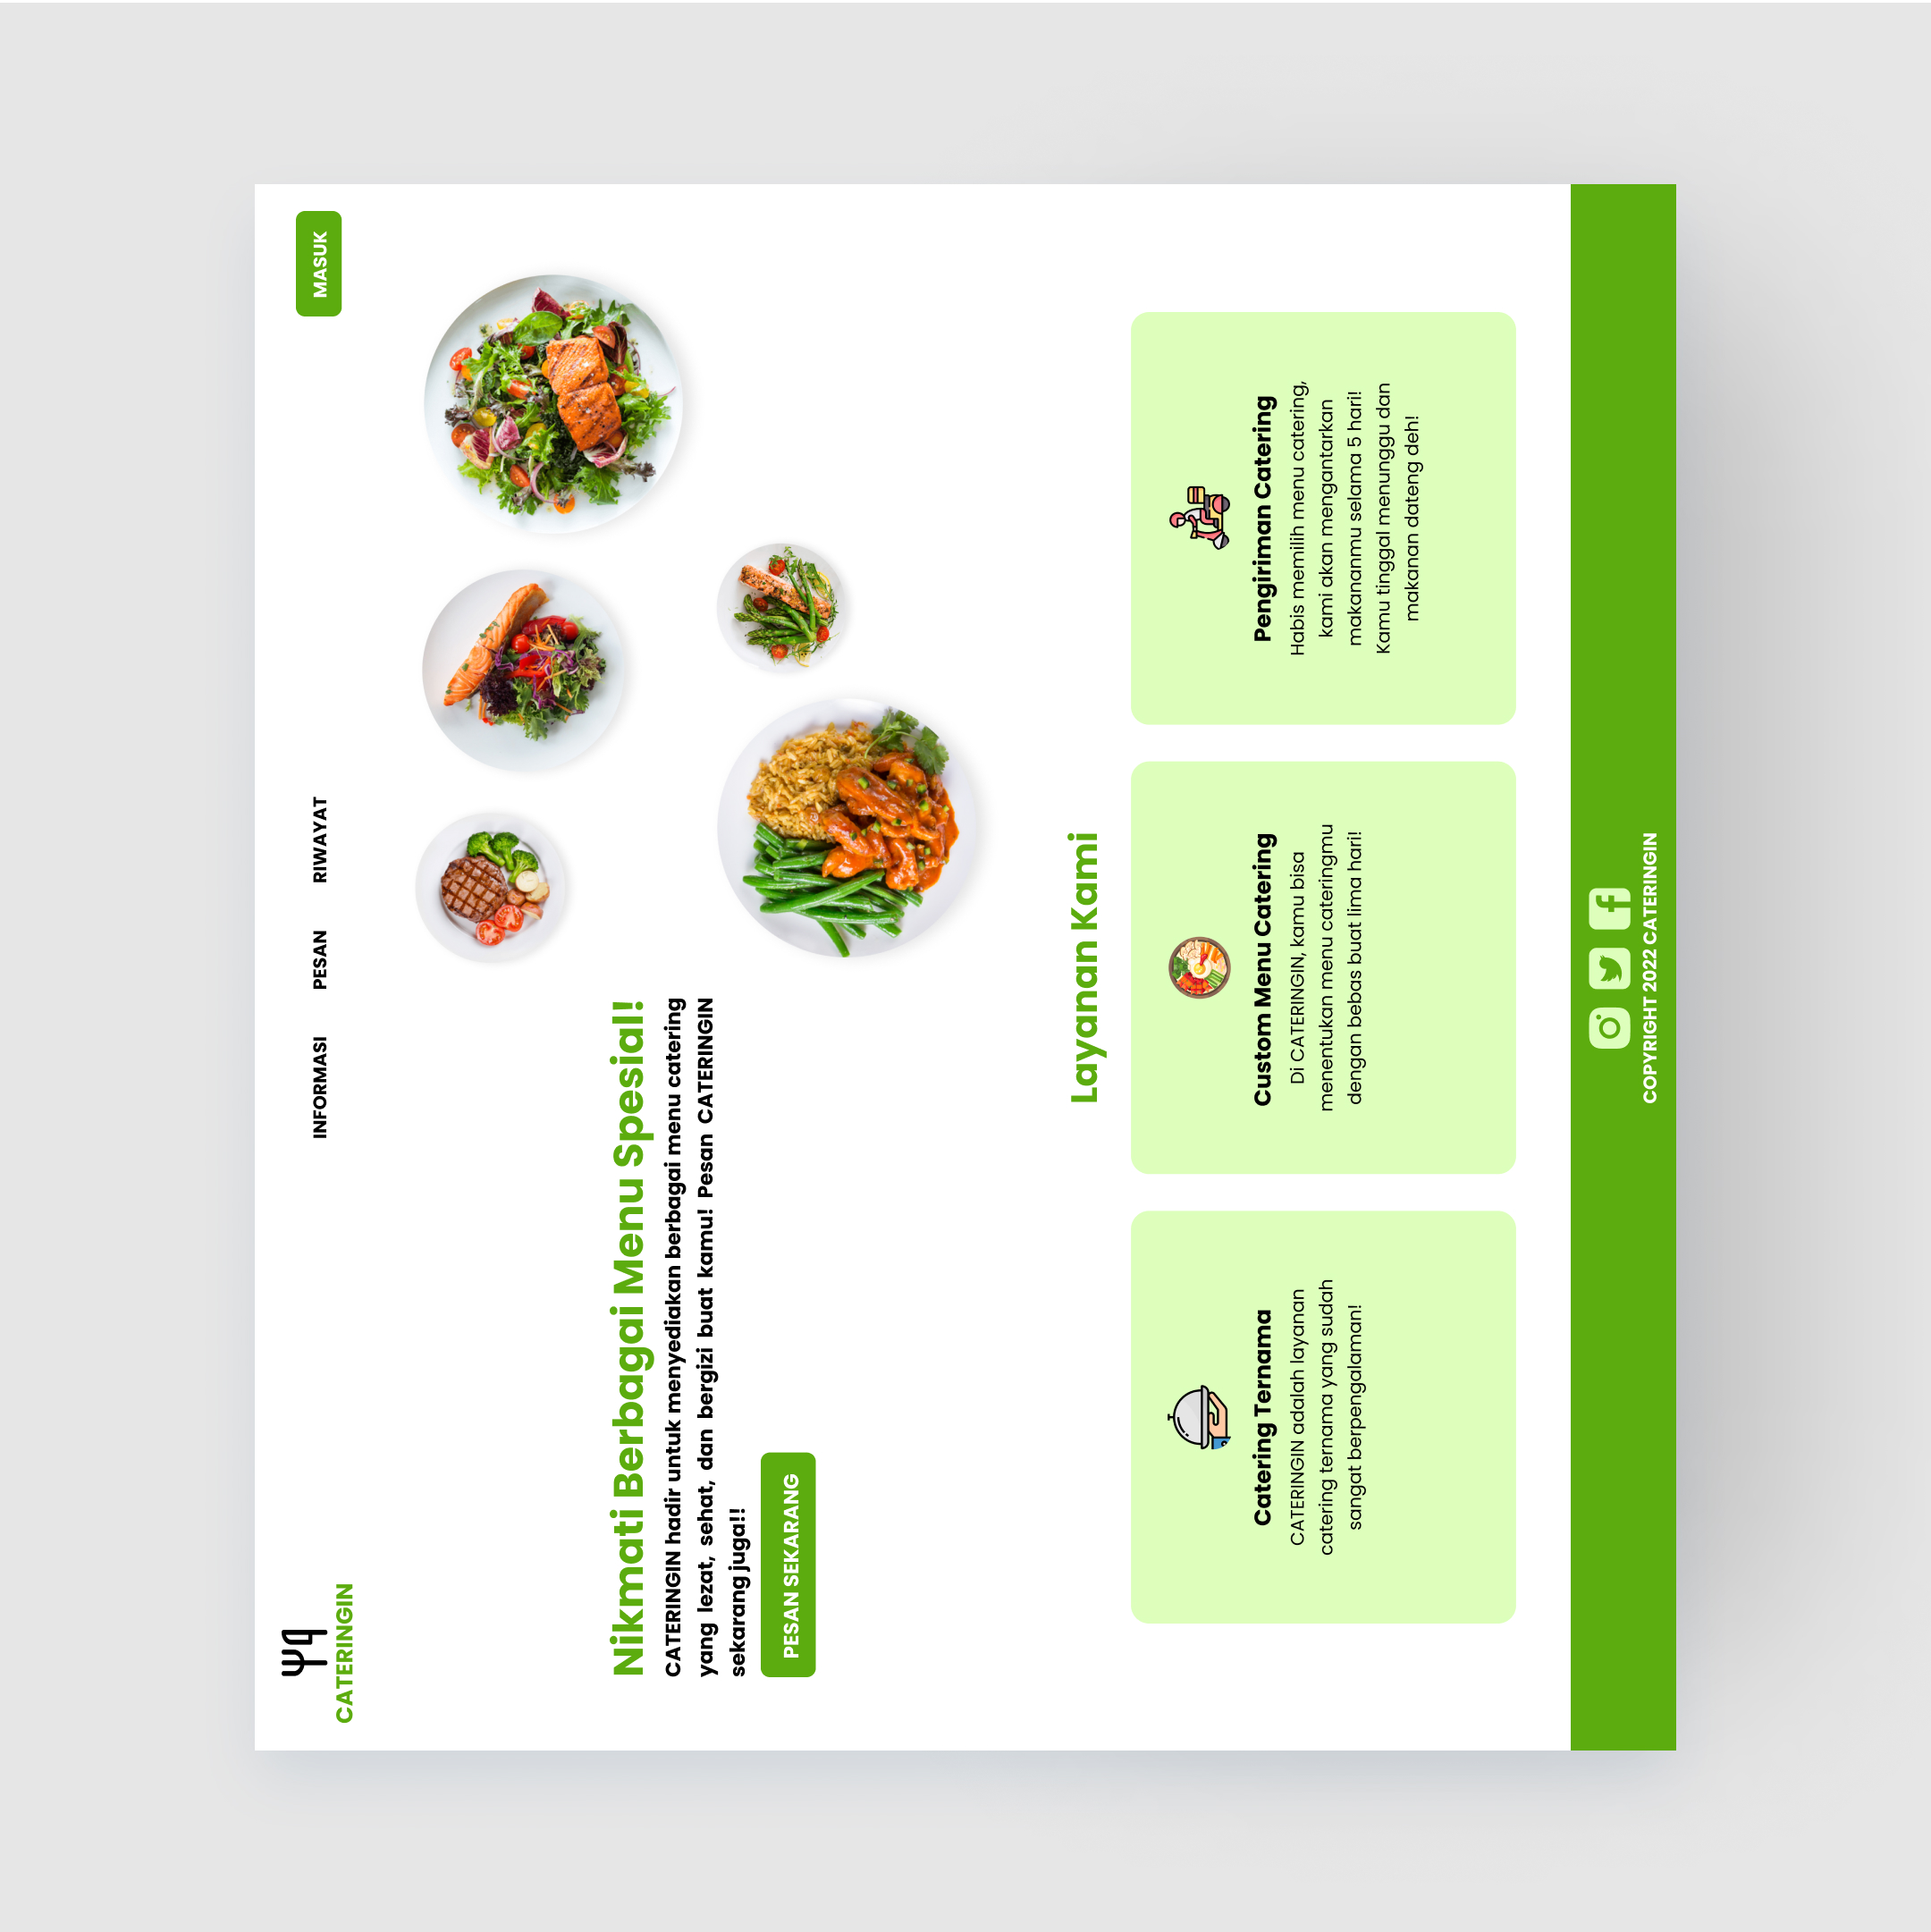 CATERINGIN
INFORMASI
PESAN
RIWAYAT
MASUK
Nikmati Berbagai Menu Spesial!
CATERINGIN hadir untuk menyediakan berbagai menu catering
yang lezat, sehat, dan bergizi buat kamu! Pesan CATERINGIN
sekarang juga!!
PESAN SEKARANG
Layanan Kami
Catering Ternama
CATERINGIN adalah layanan
catering ternama yang sudah
sangat berpengalaman!
Custom Menu Catering
Di CATERINGIN, kamu bisa
menentukan menu cateringmu
dengan bebas buat lima hari!
Pengiriman Catering
Habis memilih menu catering,
kami akan mengantarkan
makananmu selama 5 hari!
Kamu tinggal menunggu dan
makanan dateng deh!
COPYRIGHT 2022 CATERINGIN